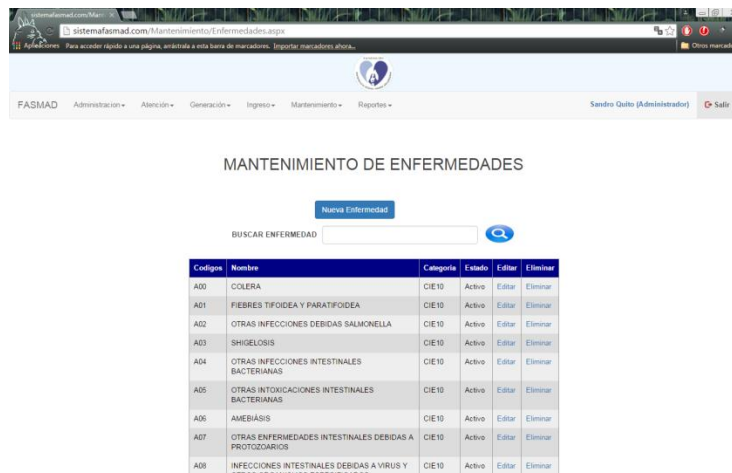 sistemafasmad.com/Mant
sistemafasmad.com/Mantenimiento/Enfermedades.aspx
Aplicaciones Para acceder rápido a una página, arrástrala a esta barra de marcadores. Importar marcadores ahora...
Otros marcad
FASMAD Administracion Atención Generación Ingreso Mantenimiento Reportes Sandro Quito (Administrador) Salir
MANTENIMIENTO DE ENFERMEDADES
Nueva Enfermedad
BUSCAR ENFERMEDAD
Codigos Nombre Categoria Estado Editar Eliminar
A00 COLERA CIE10 Activo Editar Eliminar
A01 FIEBRES TIFOIDEA Y PARATIFOIDEA CIE10 Activo Editar Eliminar
A02 OTRAS INFECCIONES DEBIDAS SALMONELLA CIE10 Activo Editar Eliminar
A03 SHIGELOSIS CIE10 Activo Editar Eliminar
A04 OTRAS INFECCIONES INTESTINALES CIE10 Activo Editar Eliminar
BACTERIANAS
A05 OTRAS INTOXICACIONES INTESTINALES CIE10 Activo Editar Eliminar
BACTERIANAS
A06 AMEBIÁSIS CIE10 Activo Editar Eliminar
A07 OTRAS ENFERMEDADES INTESTINALES DEBIDAS A CIE10 Activo Editar Eliminar
PROTOZOARIOS
A08 INFECCIONES INTESTINALES DEBIDAS A VIRUS Y CIE10 Activo Editar Eliminar